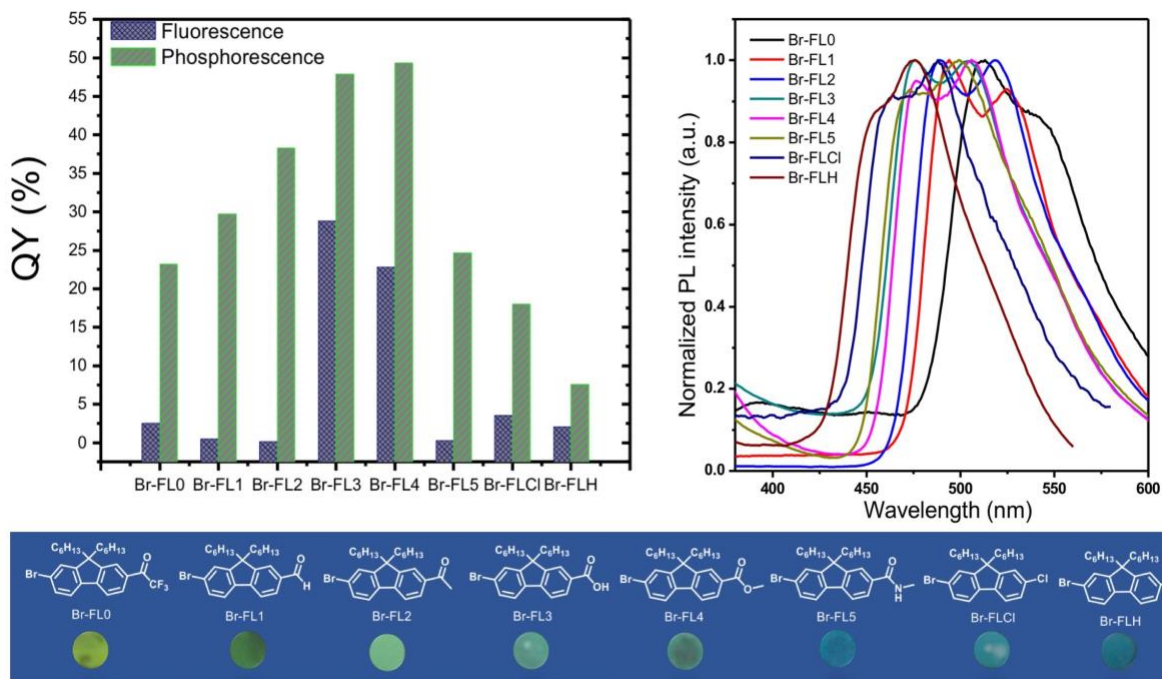 55
50
45
40
35
30
25
20
15
10
5
0
QY (%)
Fluorescence
Phosphorescence
Br-FL0 Br-FL1 Br-FL2 Br-FL3 Br-FL4 Br-FL5 Br-FLCl Br-FLH
Normalized PL intensity (a.u.)
1.0
0.8
0.6
0.4
0.2
0.0
Br-FL0
Br-FL1
Br-FL2
Br-FL3
Br-FL4
Br-FL5
Br-FLCl
Br-FLH
400 450 500 550 600
Wavelength (nm)
C6H13 C6H13 C6H13 C6H13 C6H13 C6H13 C6H13 C6H13 C6H13 C6H13 C6H13 C6H13 C6H13 C6H13 C6H13 C6H13
Br O CF3 Br O H Br O Br O OH Br O O Br O N H Br Cl Br
Br-FL0 Br-FL1 Br-FL2 Br-FL3 Br-FL4 Br-FL5 Br-FLCl Br-FLH